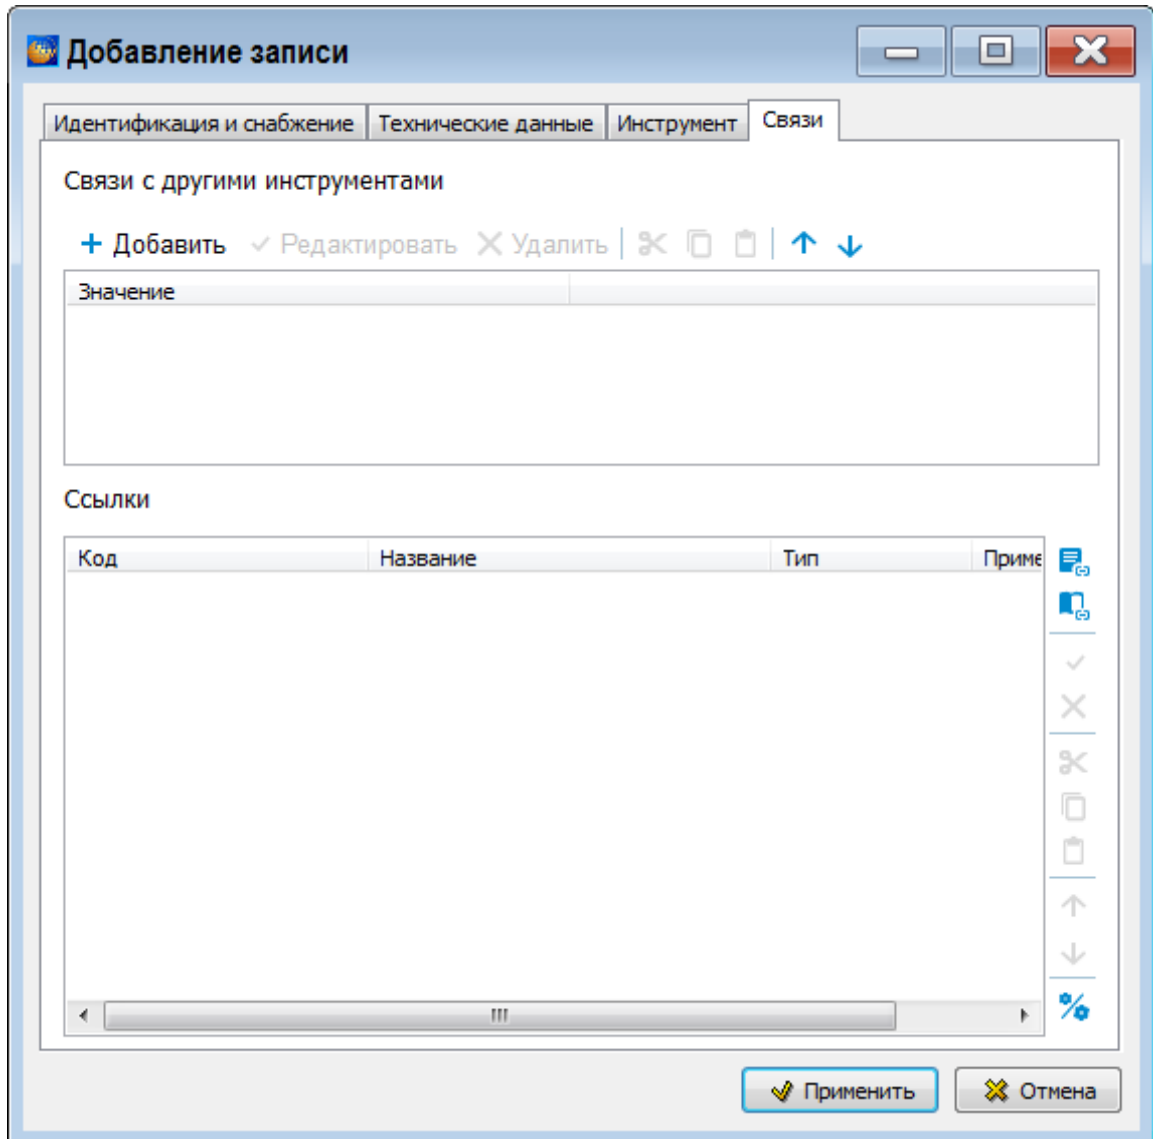 Добавление записи
Идентификация и снабжение Технические данные Инструмент Связи
Связи с другими инструментами
Добавить Редактировать Удалить
Значение
Ссылки
Код Название Тип Приме
Применить Отмена